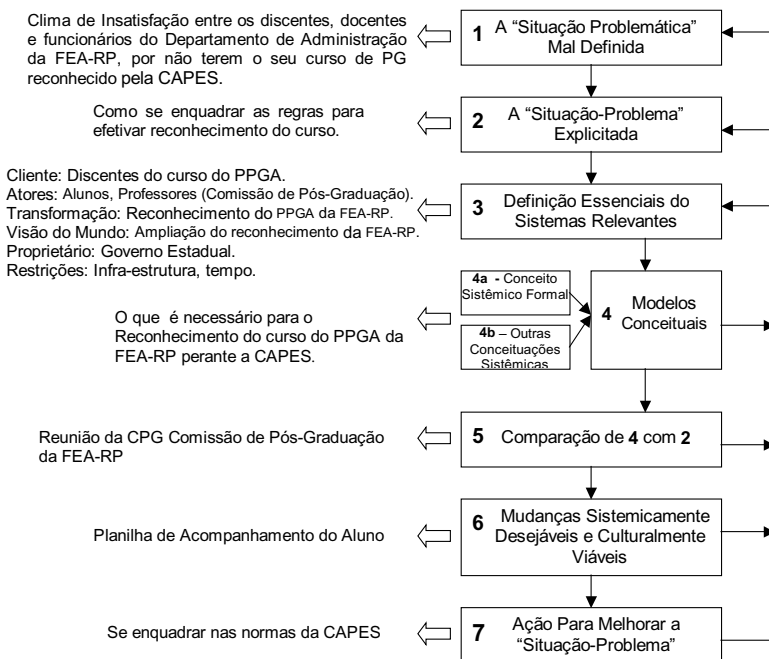 Clima de Insatisfação entre os discentes, docentes
e funcionários do Departamento de Administração
da FEA-RP, por não terem o seu curso de PG
reconhecido pela CAPES.
1 A “Situação Problemática”
Mal Definida
Como se enquadrar as regras para
efetivar reconhecimento do curso.
2 A “Situação-Problema”
Explicitada
Cliente: Discentes do curso do PPGA.
Atores: Alunos, Professores (Comissão de Pós-Graduação).
Transformação: Reconhecimento do PPGA da FEA-RP.
Visão do Mundo: Ampliação do reconhecimento da FEA-RP.
Proprietário: Governo Estadual.
Restrições: Infra-estrutura, tempo.
3 Definição Essenciais do
Sistemas Relevantes
O que é necessário para o
Reconhecimento do curso do PPGA da
FEA-RP perante a CAPES.
4a - Conceito
Sistêmico Formal
4b – Outras
Conceituações
Sistêmicas
4 Modelos
Conceituais
Reunião da CPG Comissão de Pós-Graduação
da FEA-RP
5 Comparação de 4 com 2
Planilha de Acompanhamento do Aluno
6 Mudanças Sistemicamente
Desejáveis e Culturalmente
Viáveis
Se enquadrar nas normas da CAPES
7 Ação Para Melhorar a
“Situação-Problema”